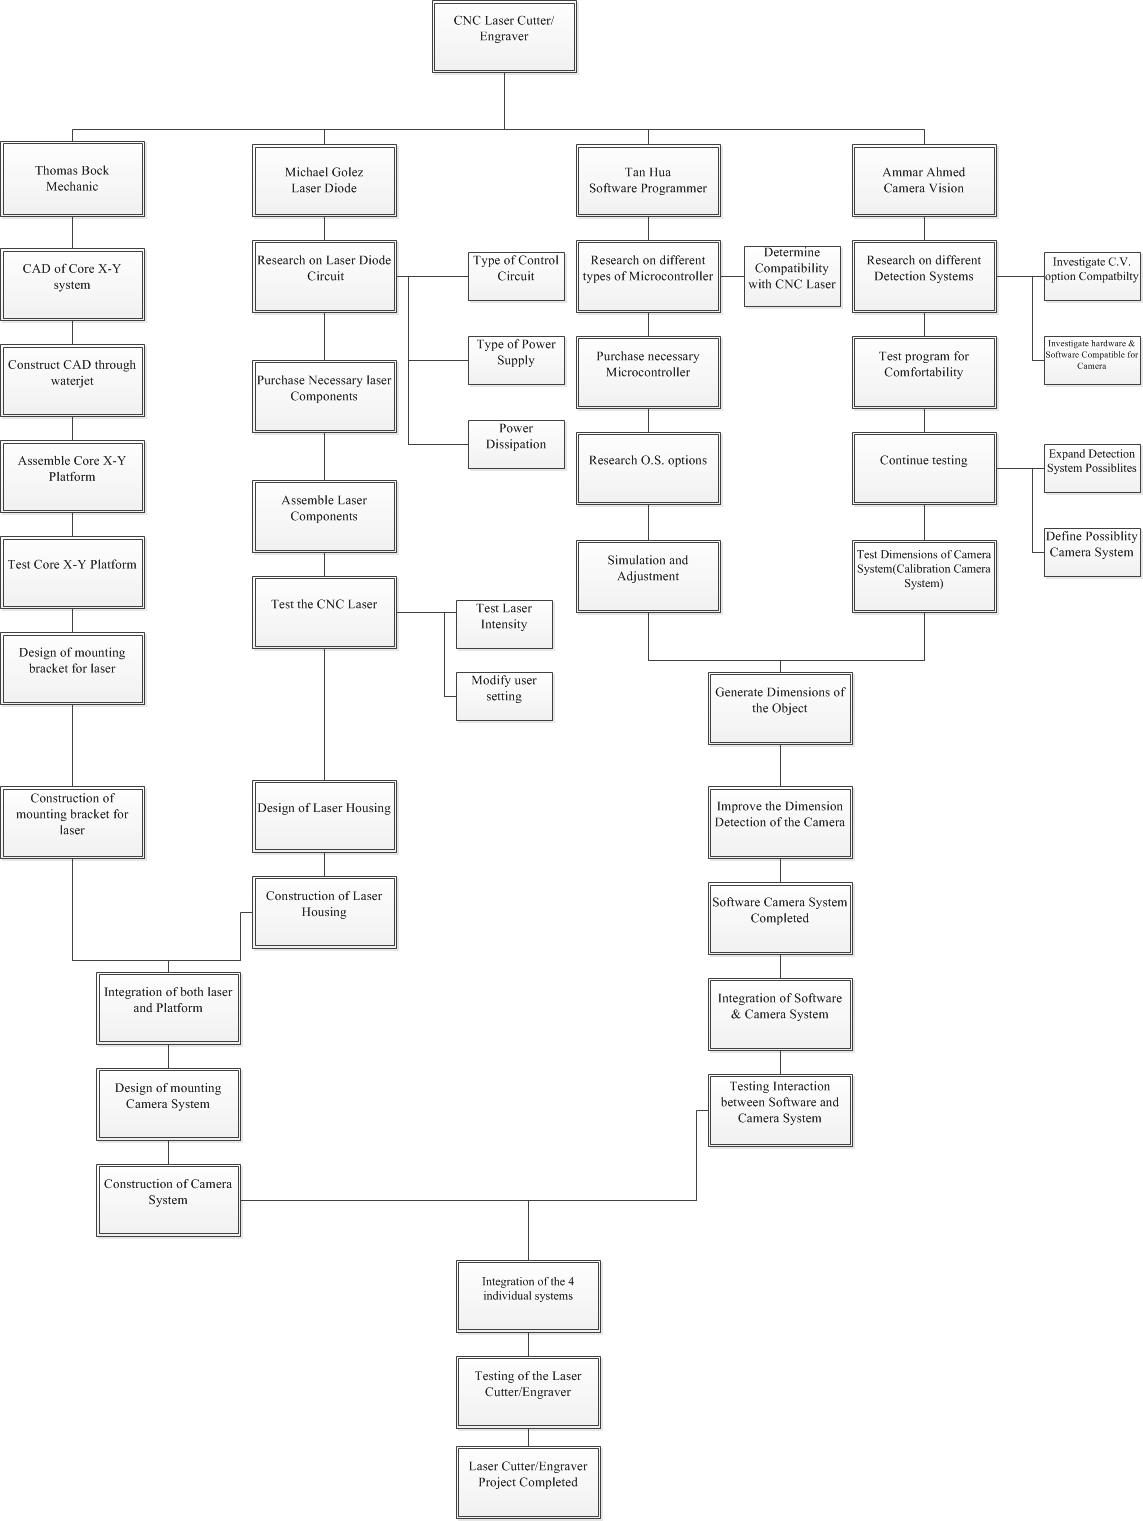 CNC Laser Cutter/
Engraver
Thomas Bock
Mechanic
Michael Golez
Laser Diode
Tan Hua
Software Programmer
Ammar Ahmed
Camera Vision
CAD of Core X-Y
system
Research on Laser Diode
Circuit
Type of Control
Circuit
Research on different
types of Microcontroller
Determine
Compatibility
with CNC Laser
Research on different
Detection Systems
Investigate C.V.
option Compatibilty
Construct CAD through
waterjet
Purchase Necessary laser
Components
Type of Power
Supply
Purchase necessary
Microcontroller
Test program for
Comfortability
Investigate hardware &
Software Compatible for
Camera
Assemble Core X-Y
Platform
Power
Dissipation
Research O.S. options
Continue testing
Expand Detection
System Possiblites
Assemble Laser
Components
Test Core X-Y Platform
Simulation and
Adjustment
Test Dimensions of Camera
System(Calibration Camera
System)
Define Possiblity
Camera System
Test the CNC Laser
Test Laser
Intensity
Design of mounting
bracket for laser
Modify user
setting
Generate Dimensions of
the Object
Construction of
mounting bracket for
laser
Design of Laser Housing
Improve the Dimension
Detection of the Camera
Construction of Laser
Housing
Software Camera System
Completed
Integration of both laser
and Platform
Integration of Software
& Camera System
Design of mounting
Camera System
Testing Interaction
between Software and
Camera System
Construction of Camera
System
Integration of the 4
individual systems
Testing of the Laser
Cutter/Engraver
Laser Cutter/Engraver
Project Completed